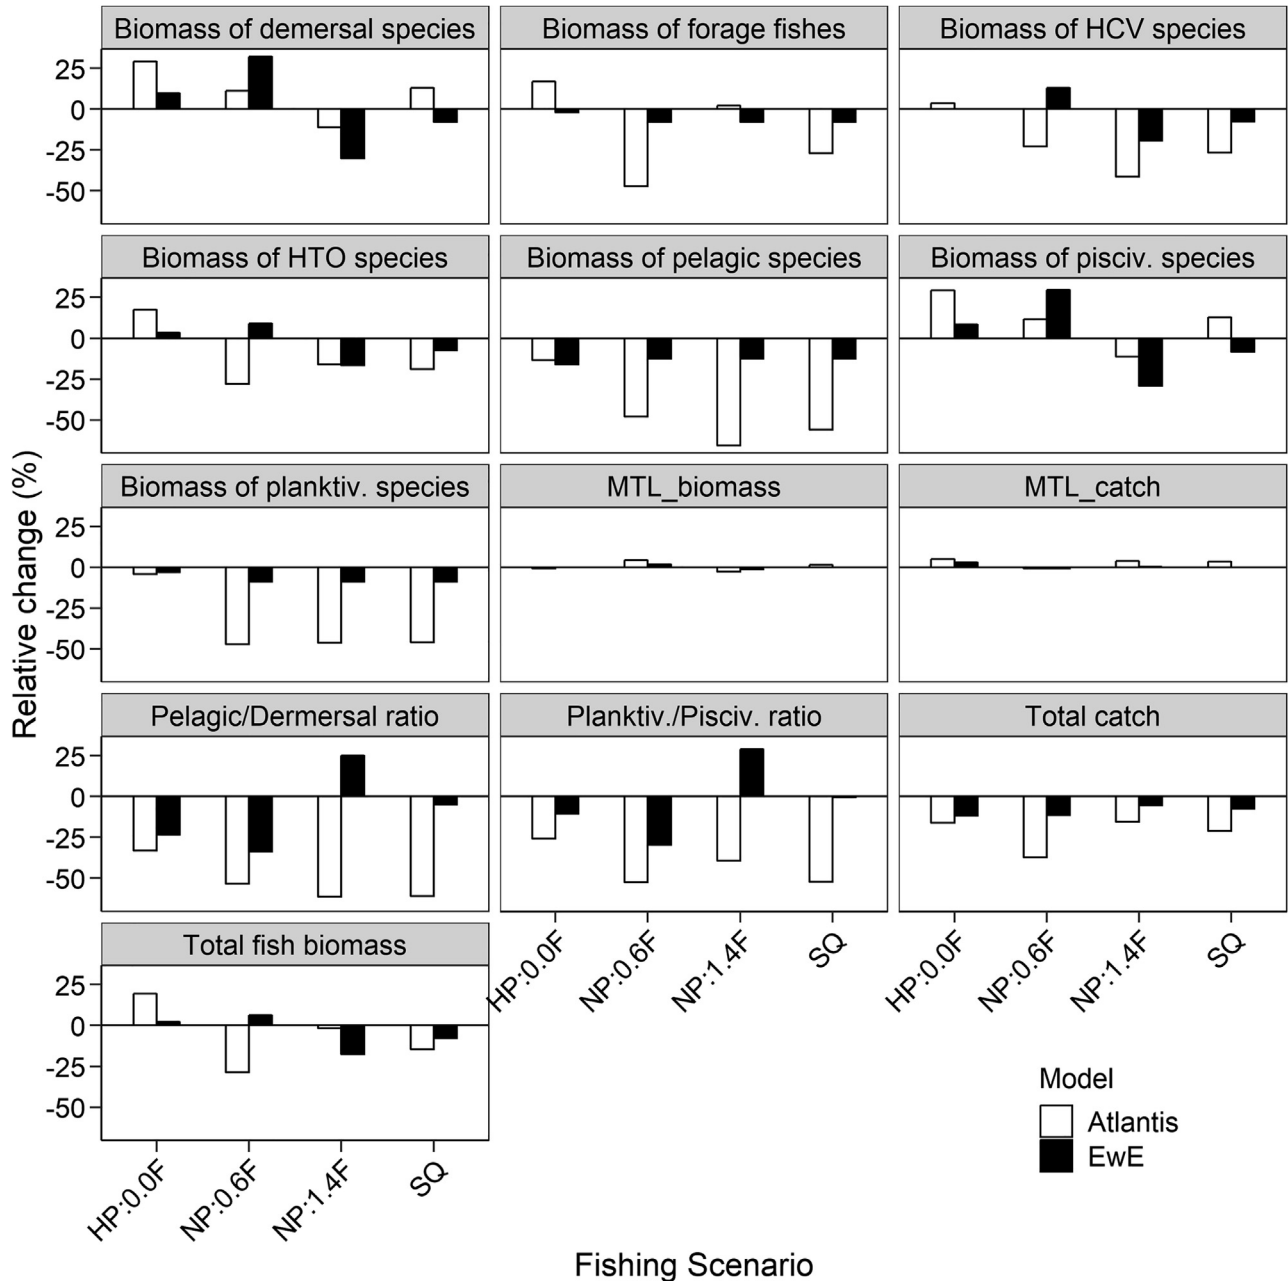 Biomass of demersal species
Biomass of forage fishes
Biomass of HCV species
25
0
-25
-50
Biomass of HTO species
Biomass of pelagic species
Biomass of pisciv. species
25
0
-25
-50
Biomass of planktiv. species
MTL_biomass
MTL_catch
25
0
-25
-50
Relative change (%)
Pelagic/Dermersal ratio
Planktiv./Pisciv. ratio
Total catch
25
0
-25
-50
HP:0.0F
NP:0.6F
NP:1.4F
SQ
HP:0.0F
NP:0.6F
NP:1.4F
SQ
Total fish biomass
25
0
-25
-50
HP:0.0F
NP:0.6F
NP:1.4F
SQ
Model
Atlantis
EwE
Fishing Scenario